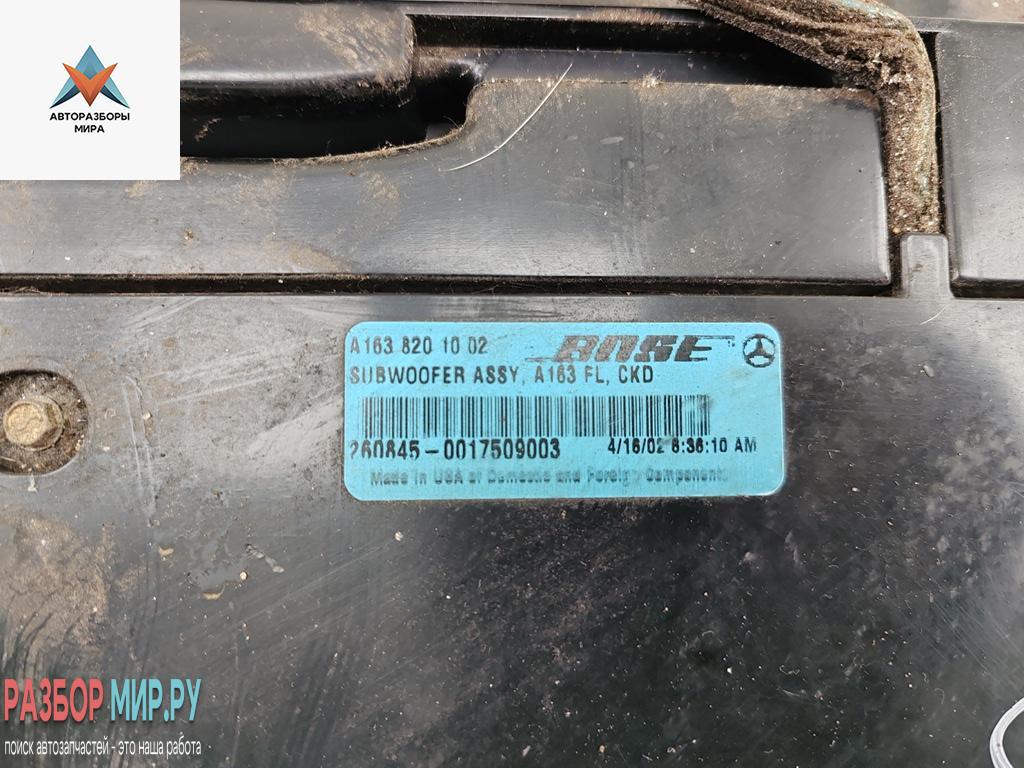 АВТОРАЗБОРЫ
МИРА
A163 820 10 02
BOSE
SUBWOOFER ASSY, A163 FL, CKD
260845-0017509003
4/16/02 8:36:10 AM
Made in USA of Domestic and Foreign Components
РАЗБОР МИР.РУ
поиск автозапчастей - это наша работа